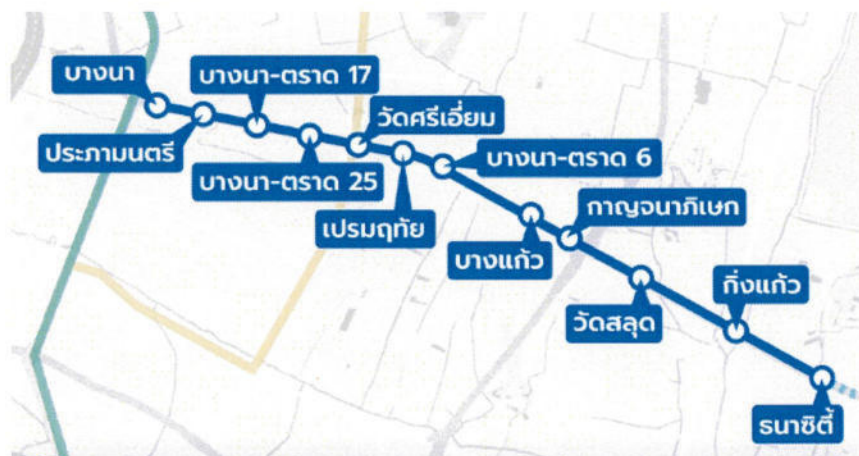 บางนา
ประภามนตรี
บางนา-ตราด 17
บางนา-ตราด 25
วัดศรีเอี่ยม
เปรมฤทัย
บางนา-ตราด 6
บางแก้ว
กาญจนาภิเษก
วัดสลุด
กิ่งแก้ว
ธนาซิตี้